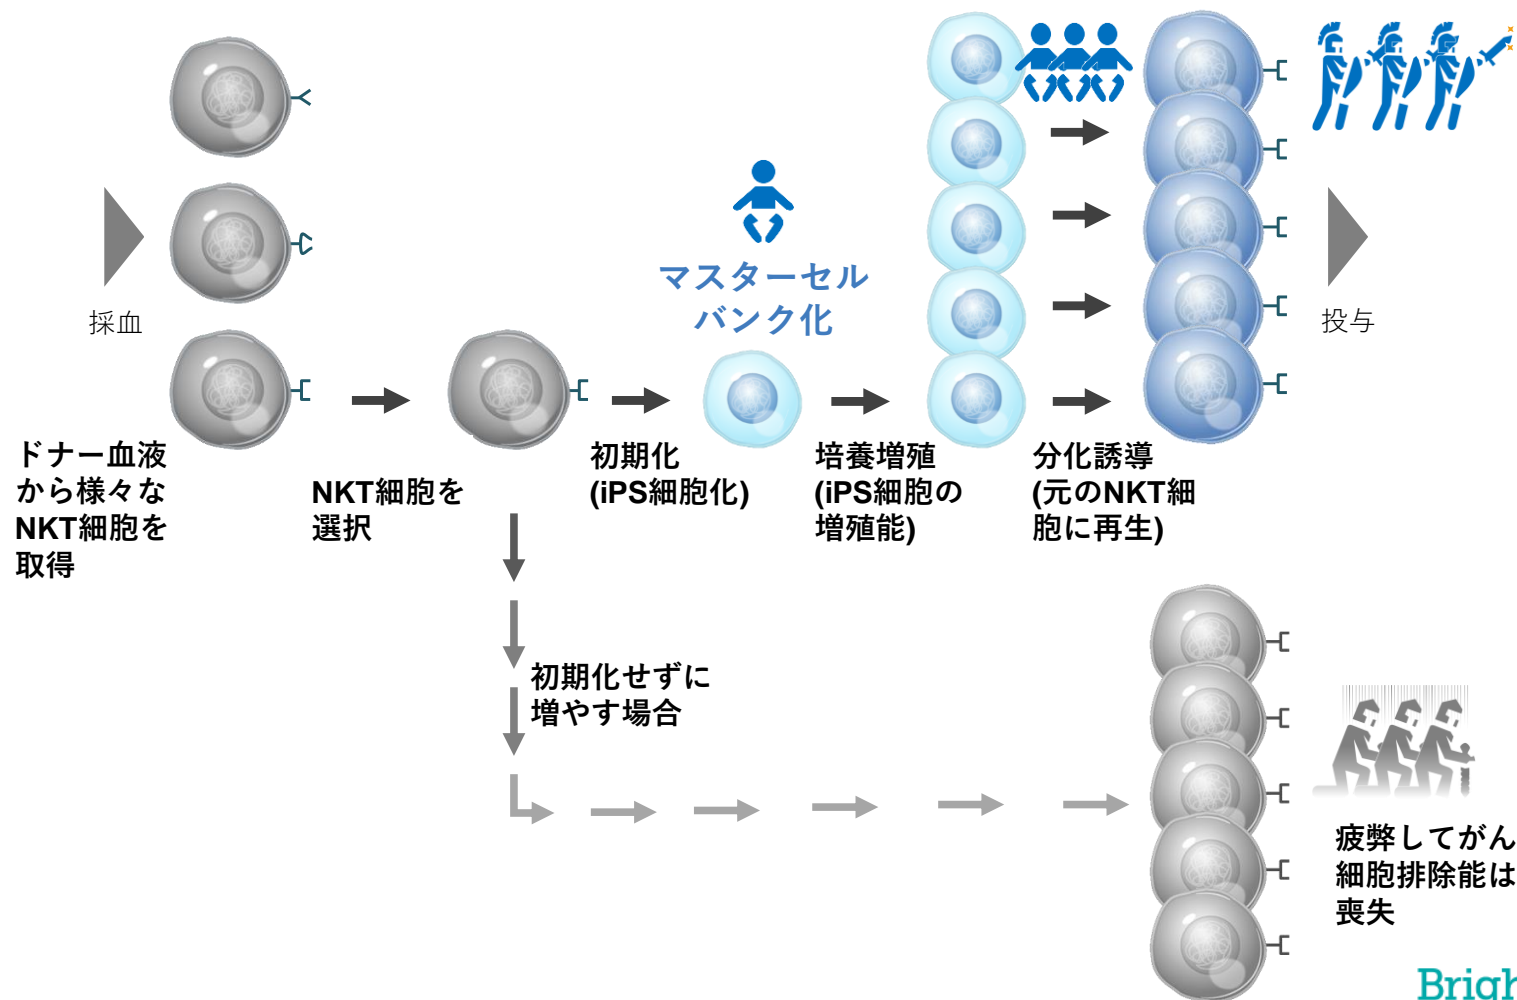 採血
ドナー血液
から様々な
NKT細胞を
取得
NKT細胞を
選択
初期化
(iPS細胞化)
マスターセル
バンク化
培養増殖
(iPS細胞の
増殖能)
分化誘導
(元のNKT細
胞に再生)
投与
初期化せずに
増やす場合
疲弊してがん
細胞排除能は
喪失